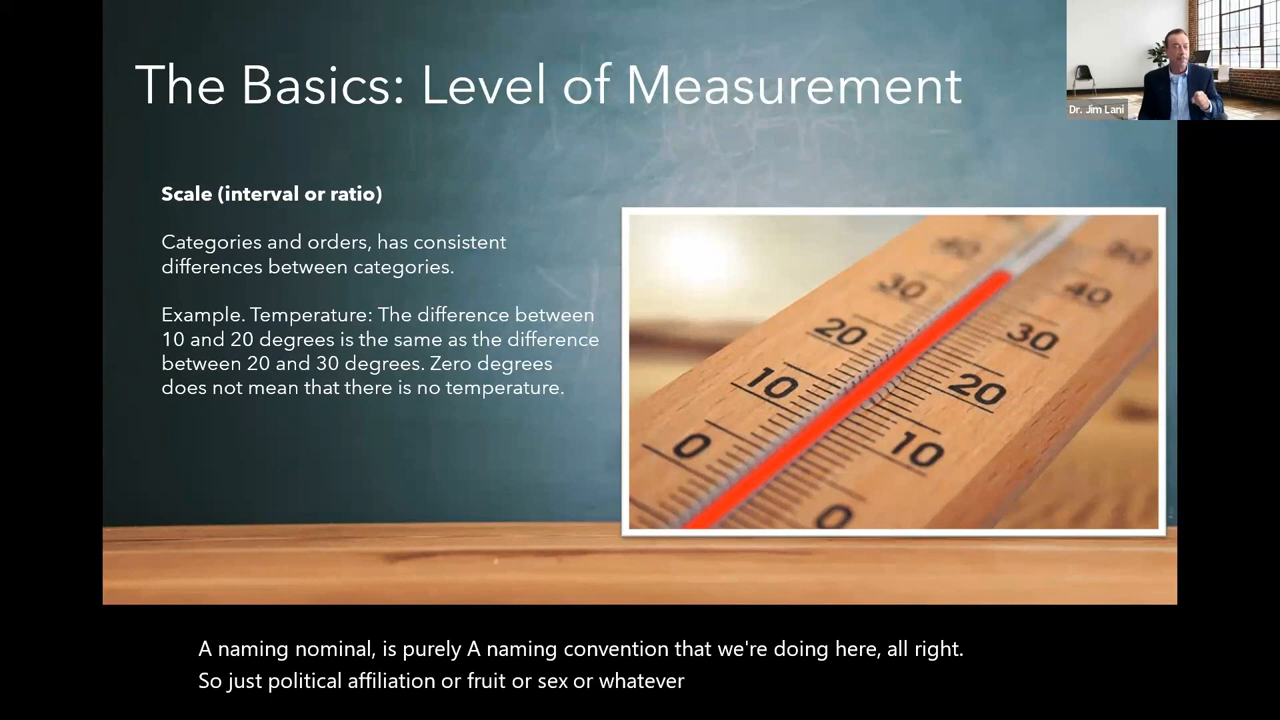 The Basics: Level of Measurement
Dr. Jim Lani
Scale (interval or ratio)
Categories and orders, has consistent
differences between categories.
Example. Temperature: The difference between
10 and 20 degrees is the same as the difference
between 20 and 30 degrees. Zero degrees
does not mean that there is no temperature.
40
50
30
40
20
30
10
20
0
10
0
A naming nominal, is purely A naming convention that we're doing here, all right.
So just political affiliation or fruit or sex or whatever